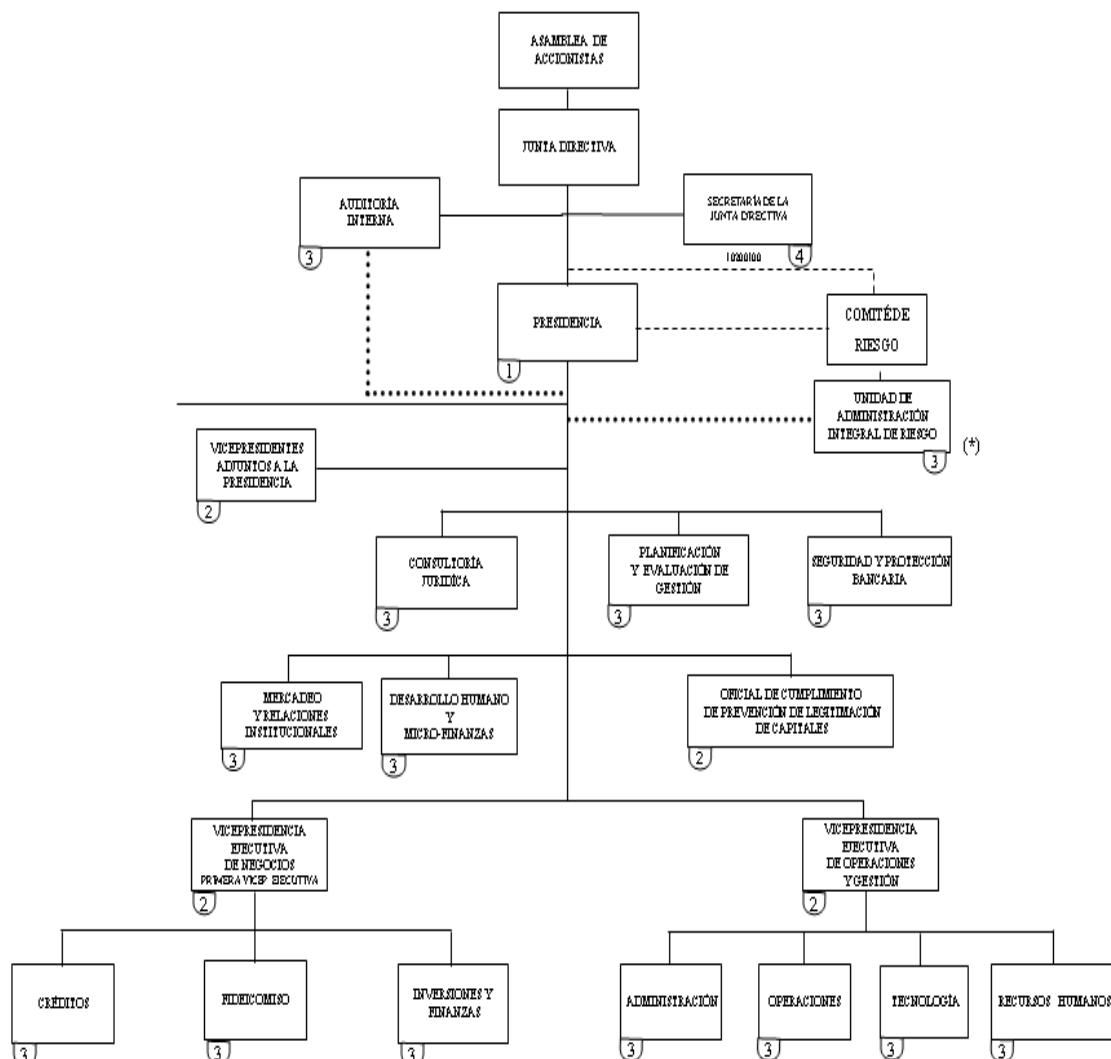 ASAMBLEA DE
ACCIONISTAS
JUNTA DIRECTIVA
AUDITORÍA
INTERNA
3
SECRETARÍA DE LA
JUNTA DIRECTIVA
4
10200100
PRESIDENCIA
1
COMITÉ DE
RIESGO
UNIDAD DE
ADMINISTRACIÓN
INTEGRAL DE RIESGO
3
(*)
VICEPRESIDENTES
ADJUNTOS A LA
PRESIDENCIA
2
CONSULTORÍA
JURIDÍCA
3
PLANIFICACIÓN
Y EVALUACIÓN DE
GESTIÓN
3
SEGURIDAD Y PROTECCIÓN
BANCARIA
3
MERCADEO
Y RELACIONES
INSTITUCIONALES
3
DESARROLLO HUMANO
Y
MICRO-FINANZAS
3
OFICIAL DE CUMPLIMIENTO
DE PREVENCIÓN DE LEGITIMACIÓN
DE CAPITALES
2
VICEPRESIDENCIA
EJECUTIVA
DE NEGOCIOS
PRIMERA VICEP. EJECUTIVA
2
VICEPRESIDENCIA
EJECUTIVA
DE OPERACIONES
Y GESTIÓN
2
CRÉDITOS
3
FIDEICOMISO
3
INVERSIONES Y
FINANZAS
3
ADMINISTRACIÓN
3
OPERACIONES
3
TECNOLOGÍA
3
RECURSOS HUMANOS
3